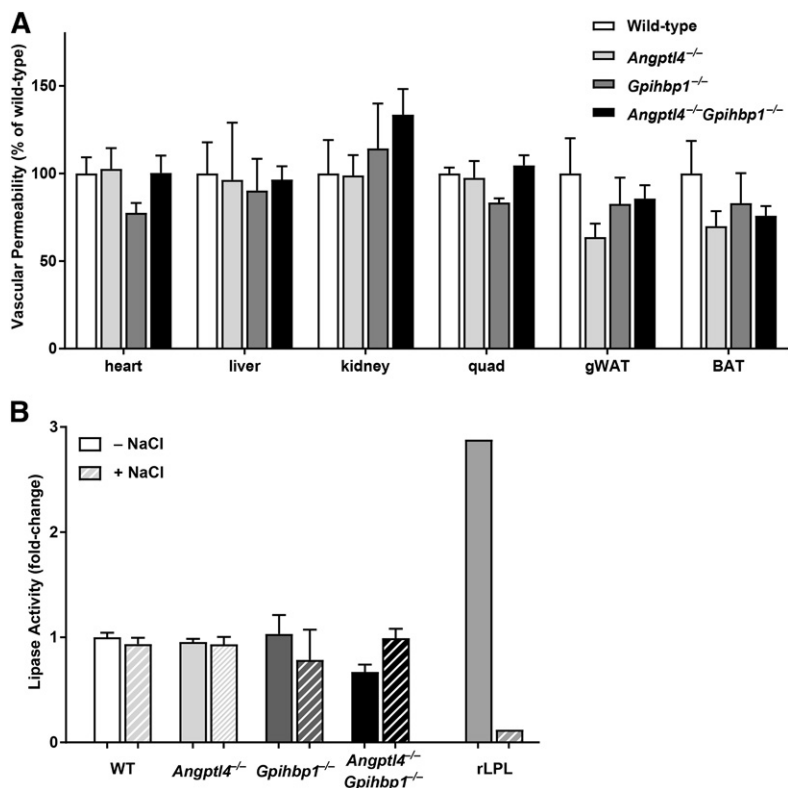 A
Vascular Permeability (% of wild-type)
150
100
50
0
Wild-type
Angptl4–/–
Gpihbp1–/–
Angptl4–/–Gpihbp1–/–
heart liver kidney quad gWAT BAT
B
Lipase Activity (fold-change)
3
2
1
0
– NaCl
+ NaCl
WT Angptl4–/– Gpihbp1–/– Angptl4–/– rLPL
Gpihbp1–/–